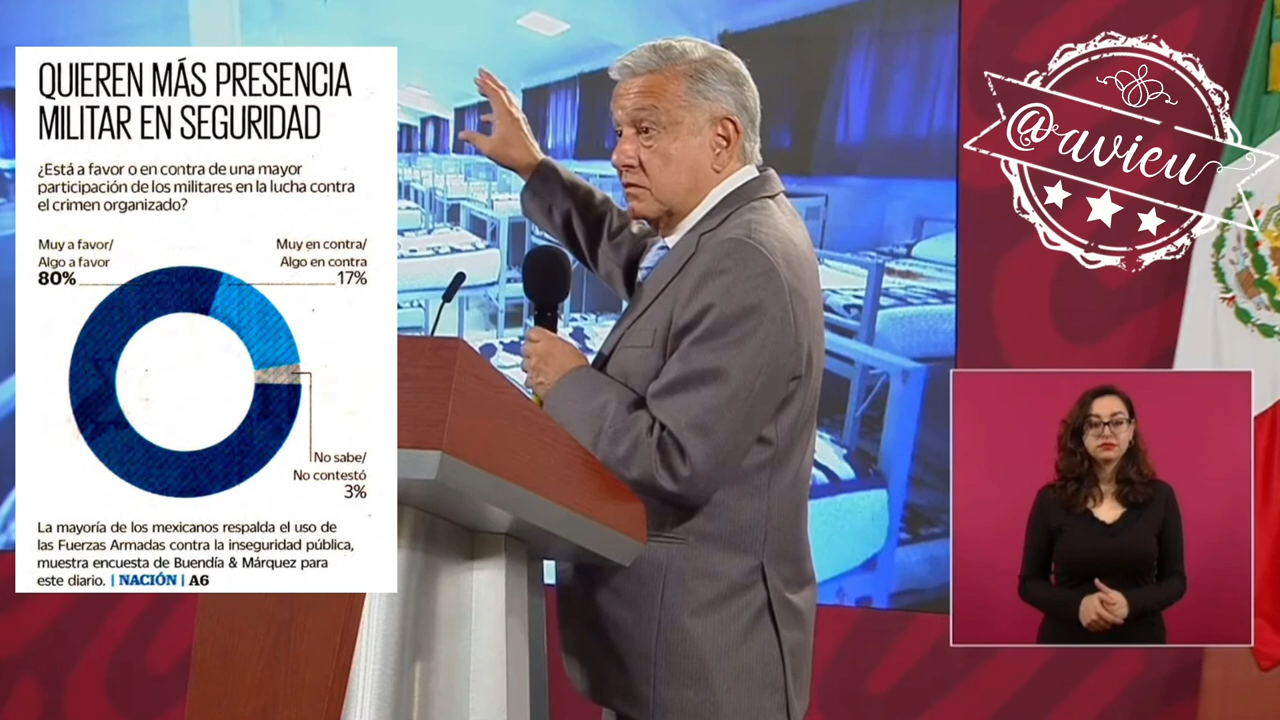 QUIEREN MÁS PRESENCIA
MILITAR EN SEGURIDAD
¿Está a favor o en contra de una mayor
participación de los militares en la lucha contra
el crimen organizado?
Muy a favor/
Algo a favor
80%
Muy en contra/
Algo en contra
17%
No sabe/
No contestó
3%
La mayoría de los mexicanos respalda el uso de
las Fuerzas Armadas contra la inseguridad pública,
muestra encuesta de Buendía & Márquez para
este diario. | NACIÓN | A6
@avieu